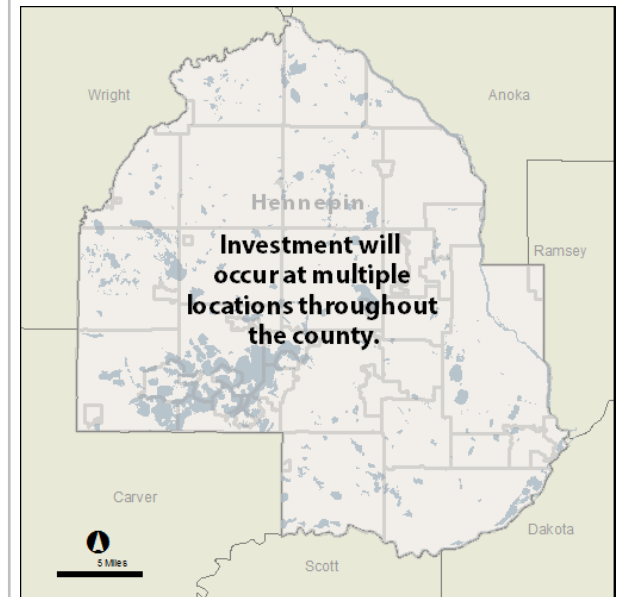 Wright
Anoka
Hennepin
Investment will
occur at multiple
locations throughout
the county.
Ramsey
Carver
Dakota
5 Miles
Scott